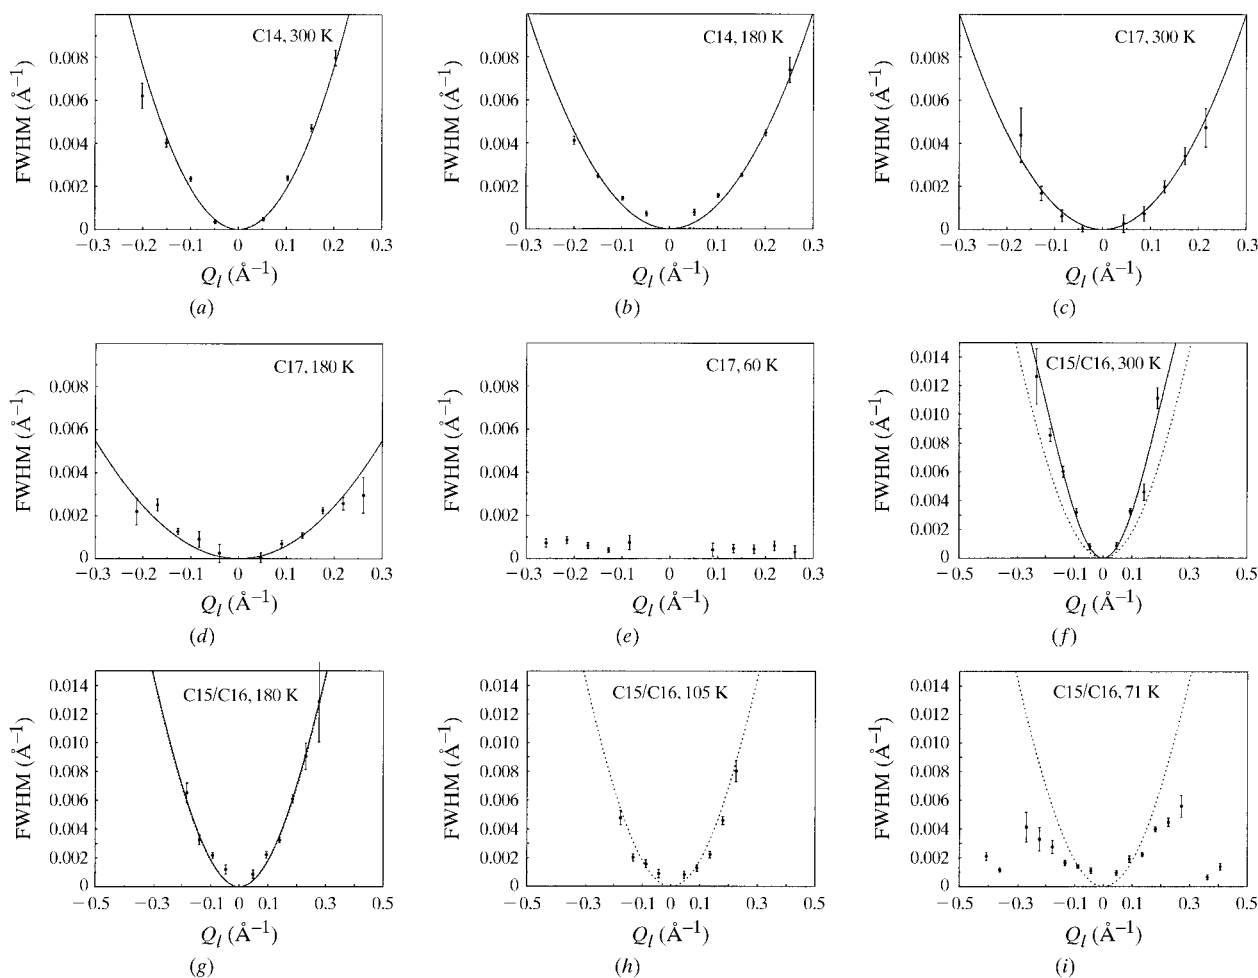 C14, 300 K
FWHM (Å⁻¹)
0.008
0.006
0.004
0.002
0
−0.3 −0.2 −0.1 0 0.1 0.2 0.3
Q_l (Å⁻¹)
(a)
C14, 180 K
FWHM (Å⁻¹)
0.008
0.006
0.004
0.002
0
−0.3 −0.2 −0.1 0 0.1 0.2 0.3
Q_l (Å⁻¹)
(b)
C17, 300 K
FWHM (Å⁻¹)
0.008
0.006
0.004
0.002
0
−0.3 −0.2 −0.1 0 0.1 0.2 0.3
Q_l (Å⁻¹)
(c)
C17, 180 K
FWHM (Å⁻¹)
0.008
0.006
0.004
0.002
0
−0.3 −0.2 −0.1 0 0.1 0.2 0.3
Q_l (Å⁻¹)
(d)
C17, 60 K
FWHM (Å⁻¹)
0.008
0.006
0.004
0.002
0
−0.3 −0.2 −0.1 0 0.1 0.2 0.3
Q_l (Å⁻¹)
(e)
C15/C16, 300 K
FWHM (Å⁻¹)
0.014
0.012
0.010
0.008
0.006
0.004
0.002
0
−0.5 −0.3 −0.1 0 0.1 0.3 0.5
Q_l (Å⁻¹)
(f)
C15/C16, 180 K
FWHM (Å⁻¹)
0.014
0.012
0.010
0.008
0.006
0.004
0.002
0
−0.5 −0.3 −0.1 0 0.1 0.3 0.5
Q_l (Å⁻¹)
(g)
C15/C16, 105 K
FWHM (Å⁻¹)
0.014
0.012
0.010
0.008
0.006
0.004
0.002
0
−0.5 −0.3 −0.1 0 0.1 0.3 0.5
Q_l (Å⁻¹)
(h)
C15/C16, 71 K
FWHM (Å⁻¹)
0.014
0.012
0.010
0.008
0.006
0.004
0.002
0
−0.5 −0.3 −0.1 0 0.1 0.3 0.5
Q_l (Å⁻¹)
(i)